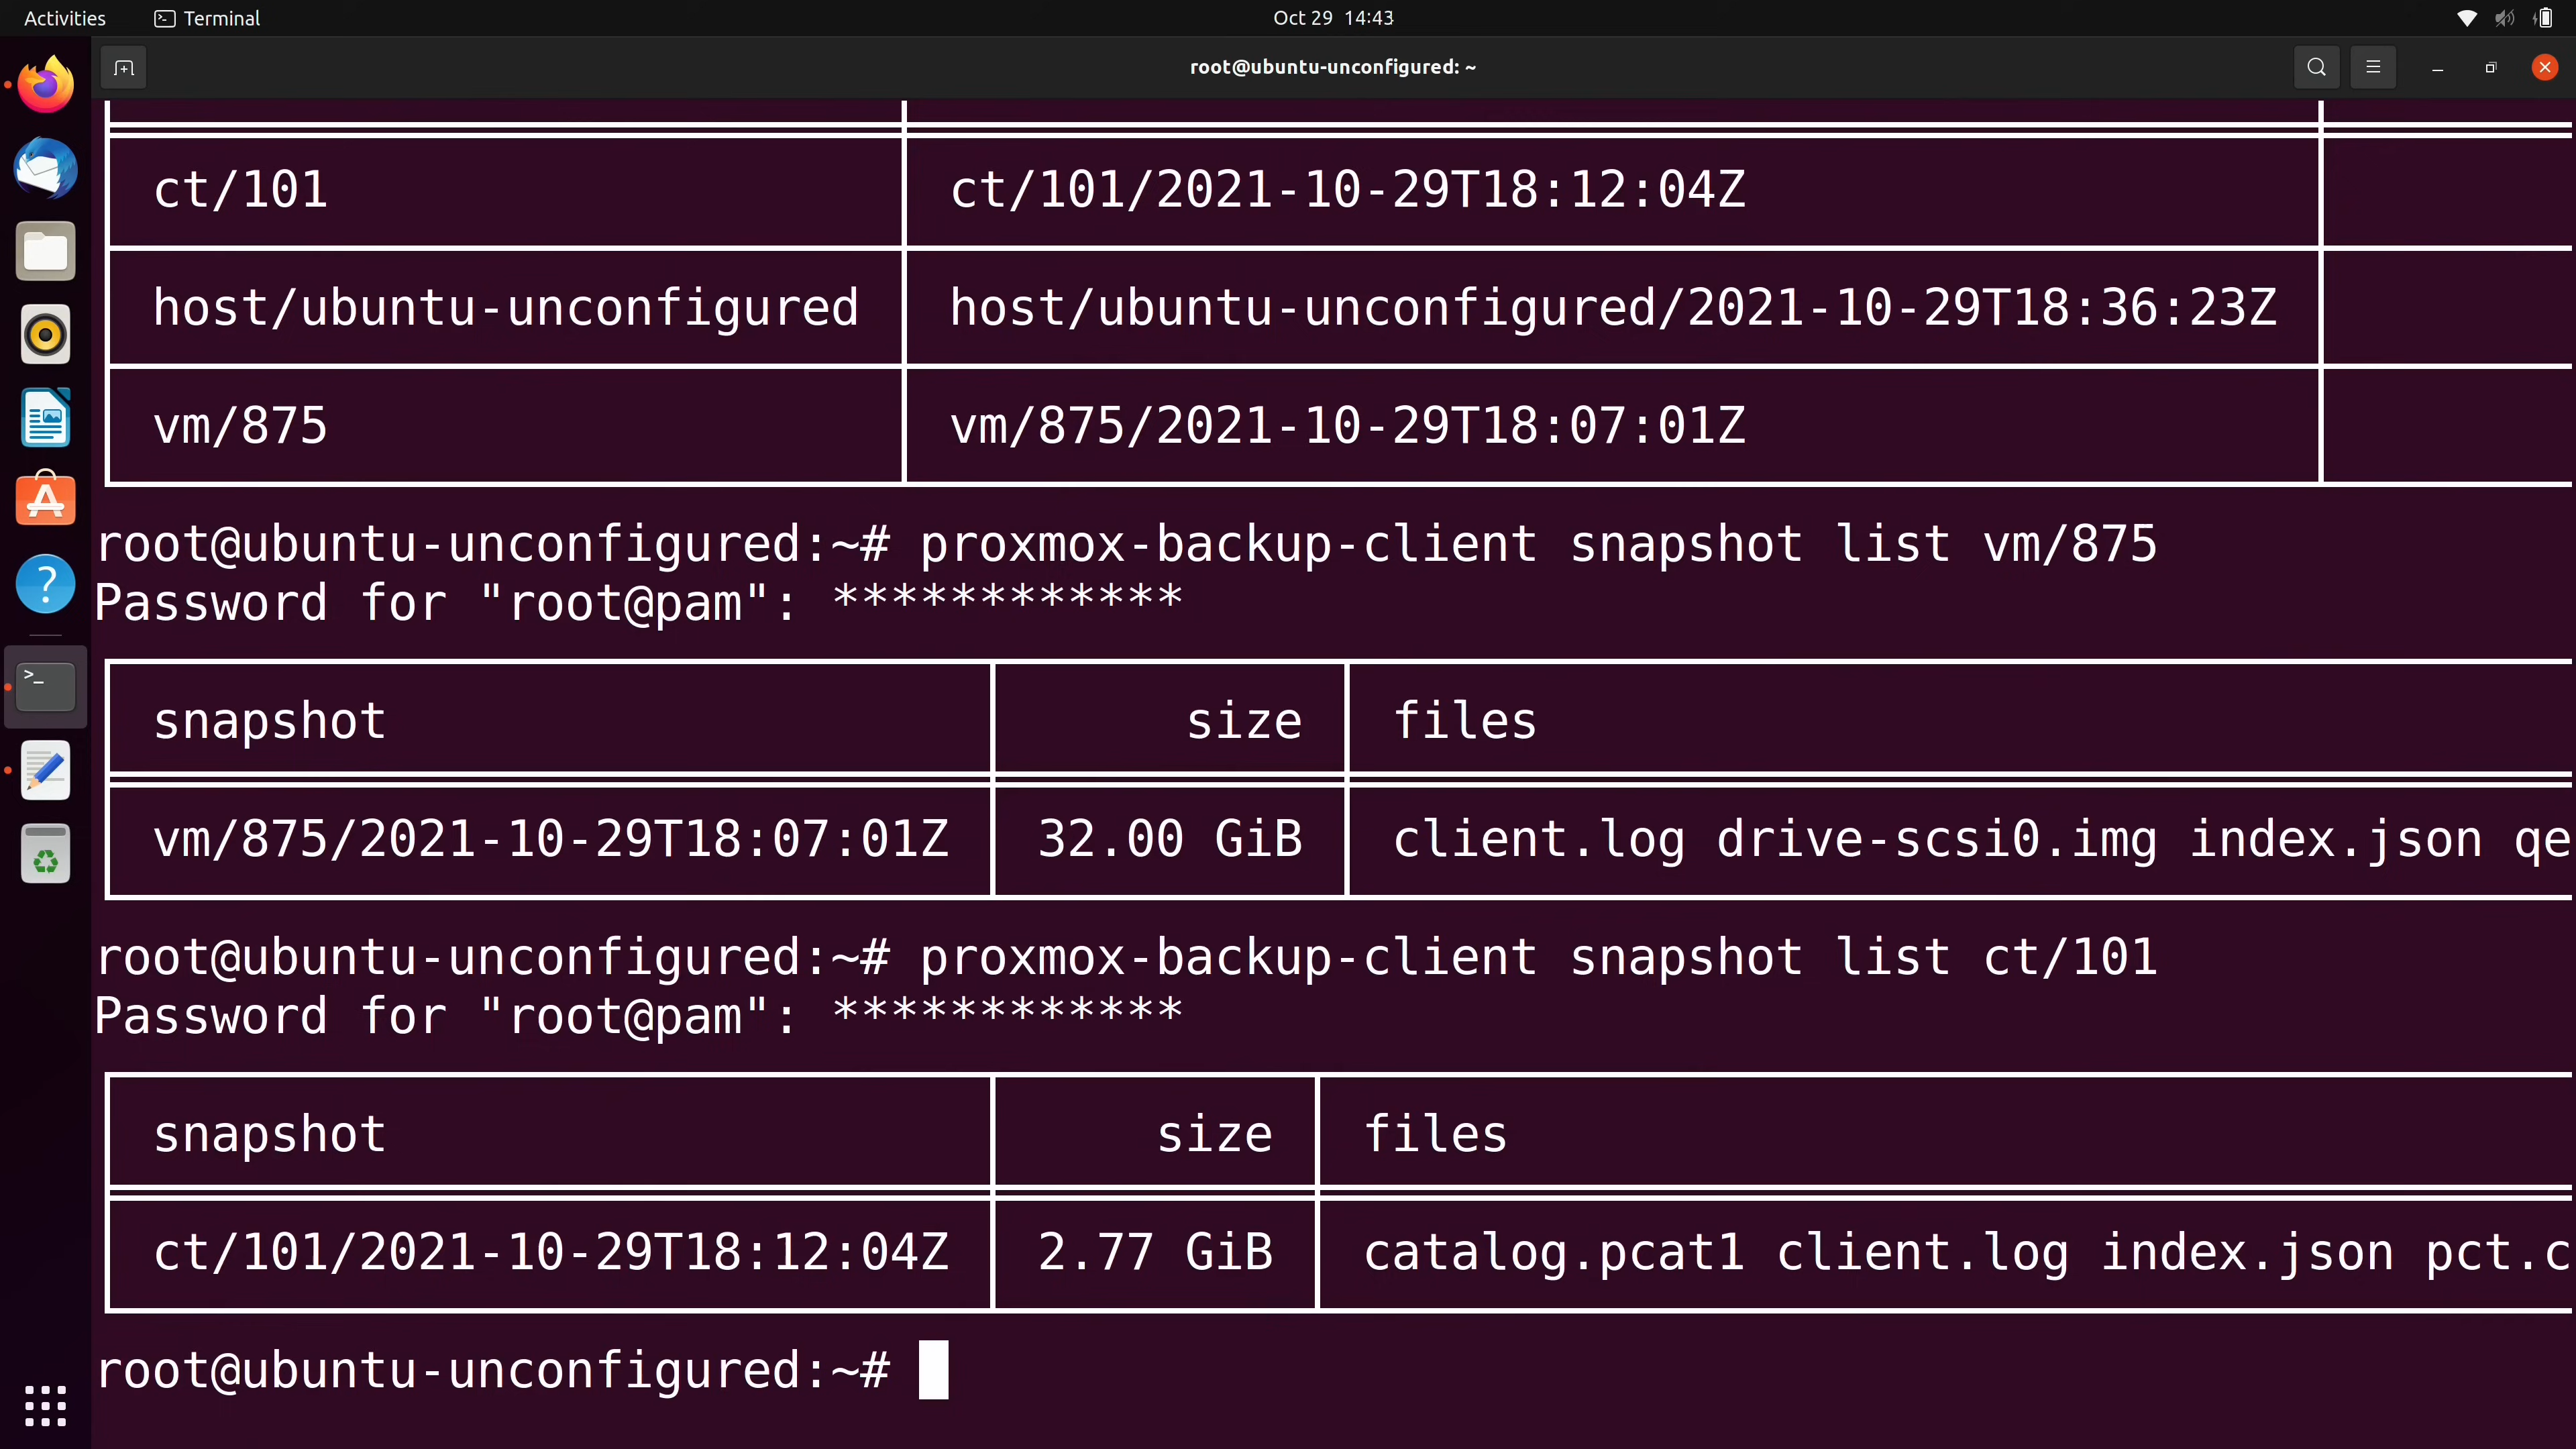 Activities Terminal Oct 29 14:43
root@ubuntu-unconfigured: ~
ct/101 ct/101/2021-10-29T18:12:04Z
host/ubuntu-unconfigured host/ubuntu-unconfigured/2021-10-29T18:36:23Z
vm/875 vm/875/2021-10-29T18:07:01Z
root@ubuntu-unconfigured:~# proxmox-backup-client snapshot list vm/875
Password for "root@pam": ************
snapshot size files
vm/875/2021-10-29T18:07:01Z 32.00 GiB client.log drive-scsi0.img index.json qe
root@ubuntu-unconfigured:~# proxmox-backup-client snapshot list ct/101
Password for "root@pam": ************
snapshot size files
ct/101/2021-10-29T18:12:04Z 2.77 GiB catalog.pcat1 client.log index.json pct.c
root@ubuntu-unconfigured:~#